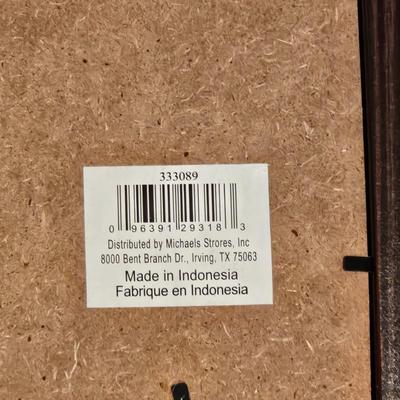 333089
0 96391 29318 3
Distributed by Michaels Strores, Inc
8000 Bent Branch Dr., Irving, TX 75063
Made in Indonesia
Fabrique en Indonesia